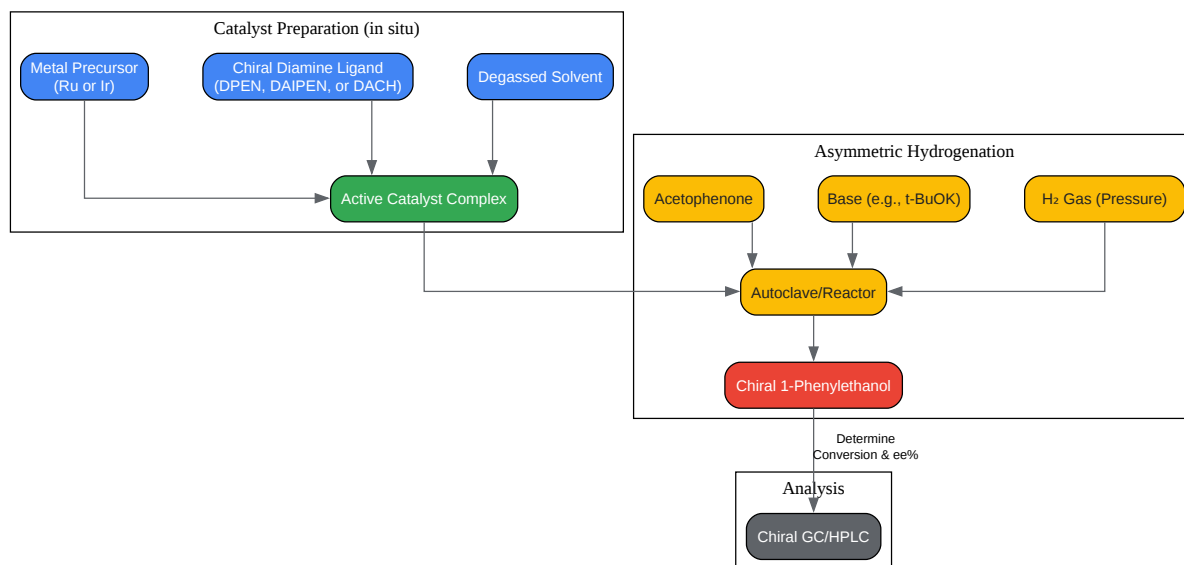 Catalyst Preparation (in situ)
Metal Precursor
(Ru or Ir)
Chiral Diamine Ligand
(DPEN, DAIPEN, or DACH)
Degassed Solvent
Active Catalyst Complex
Asymmetric Hydrogenation
Acetophenone
Base (e.g., t-BuOK)
H₂ Gas (Pressure)
Autoclave/Reactor
Chiral 1-Phenylethanol
Determine
Conversion & ee%
Analysis
Chiral GC/HPLC